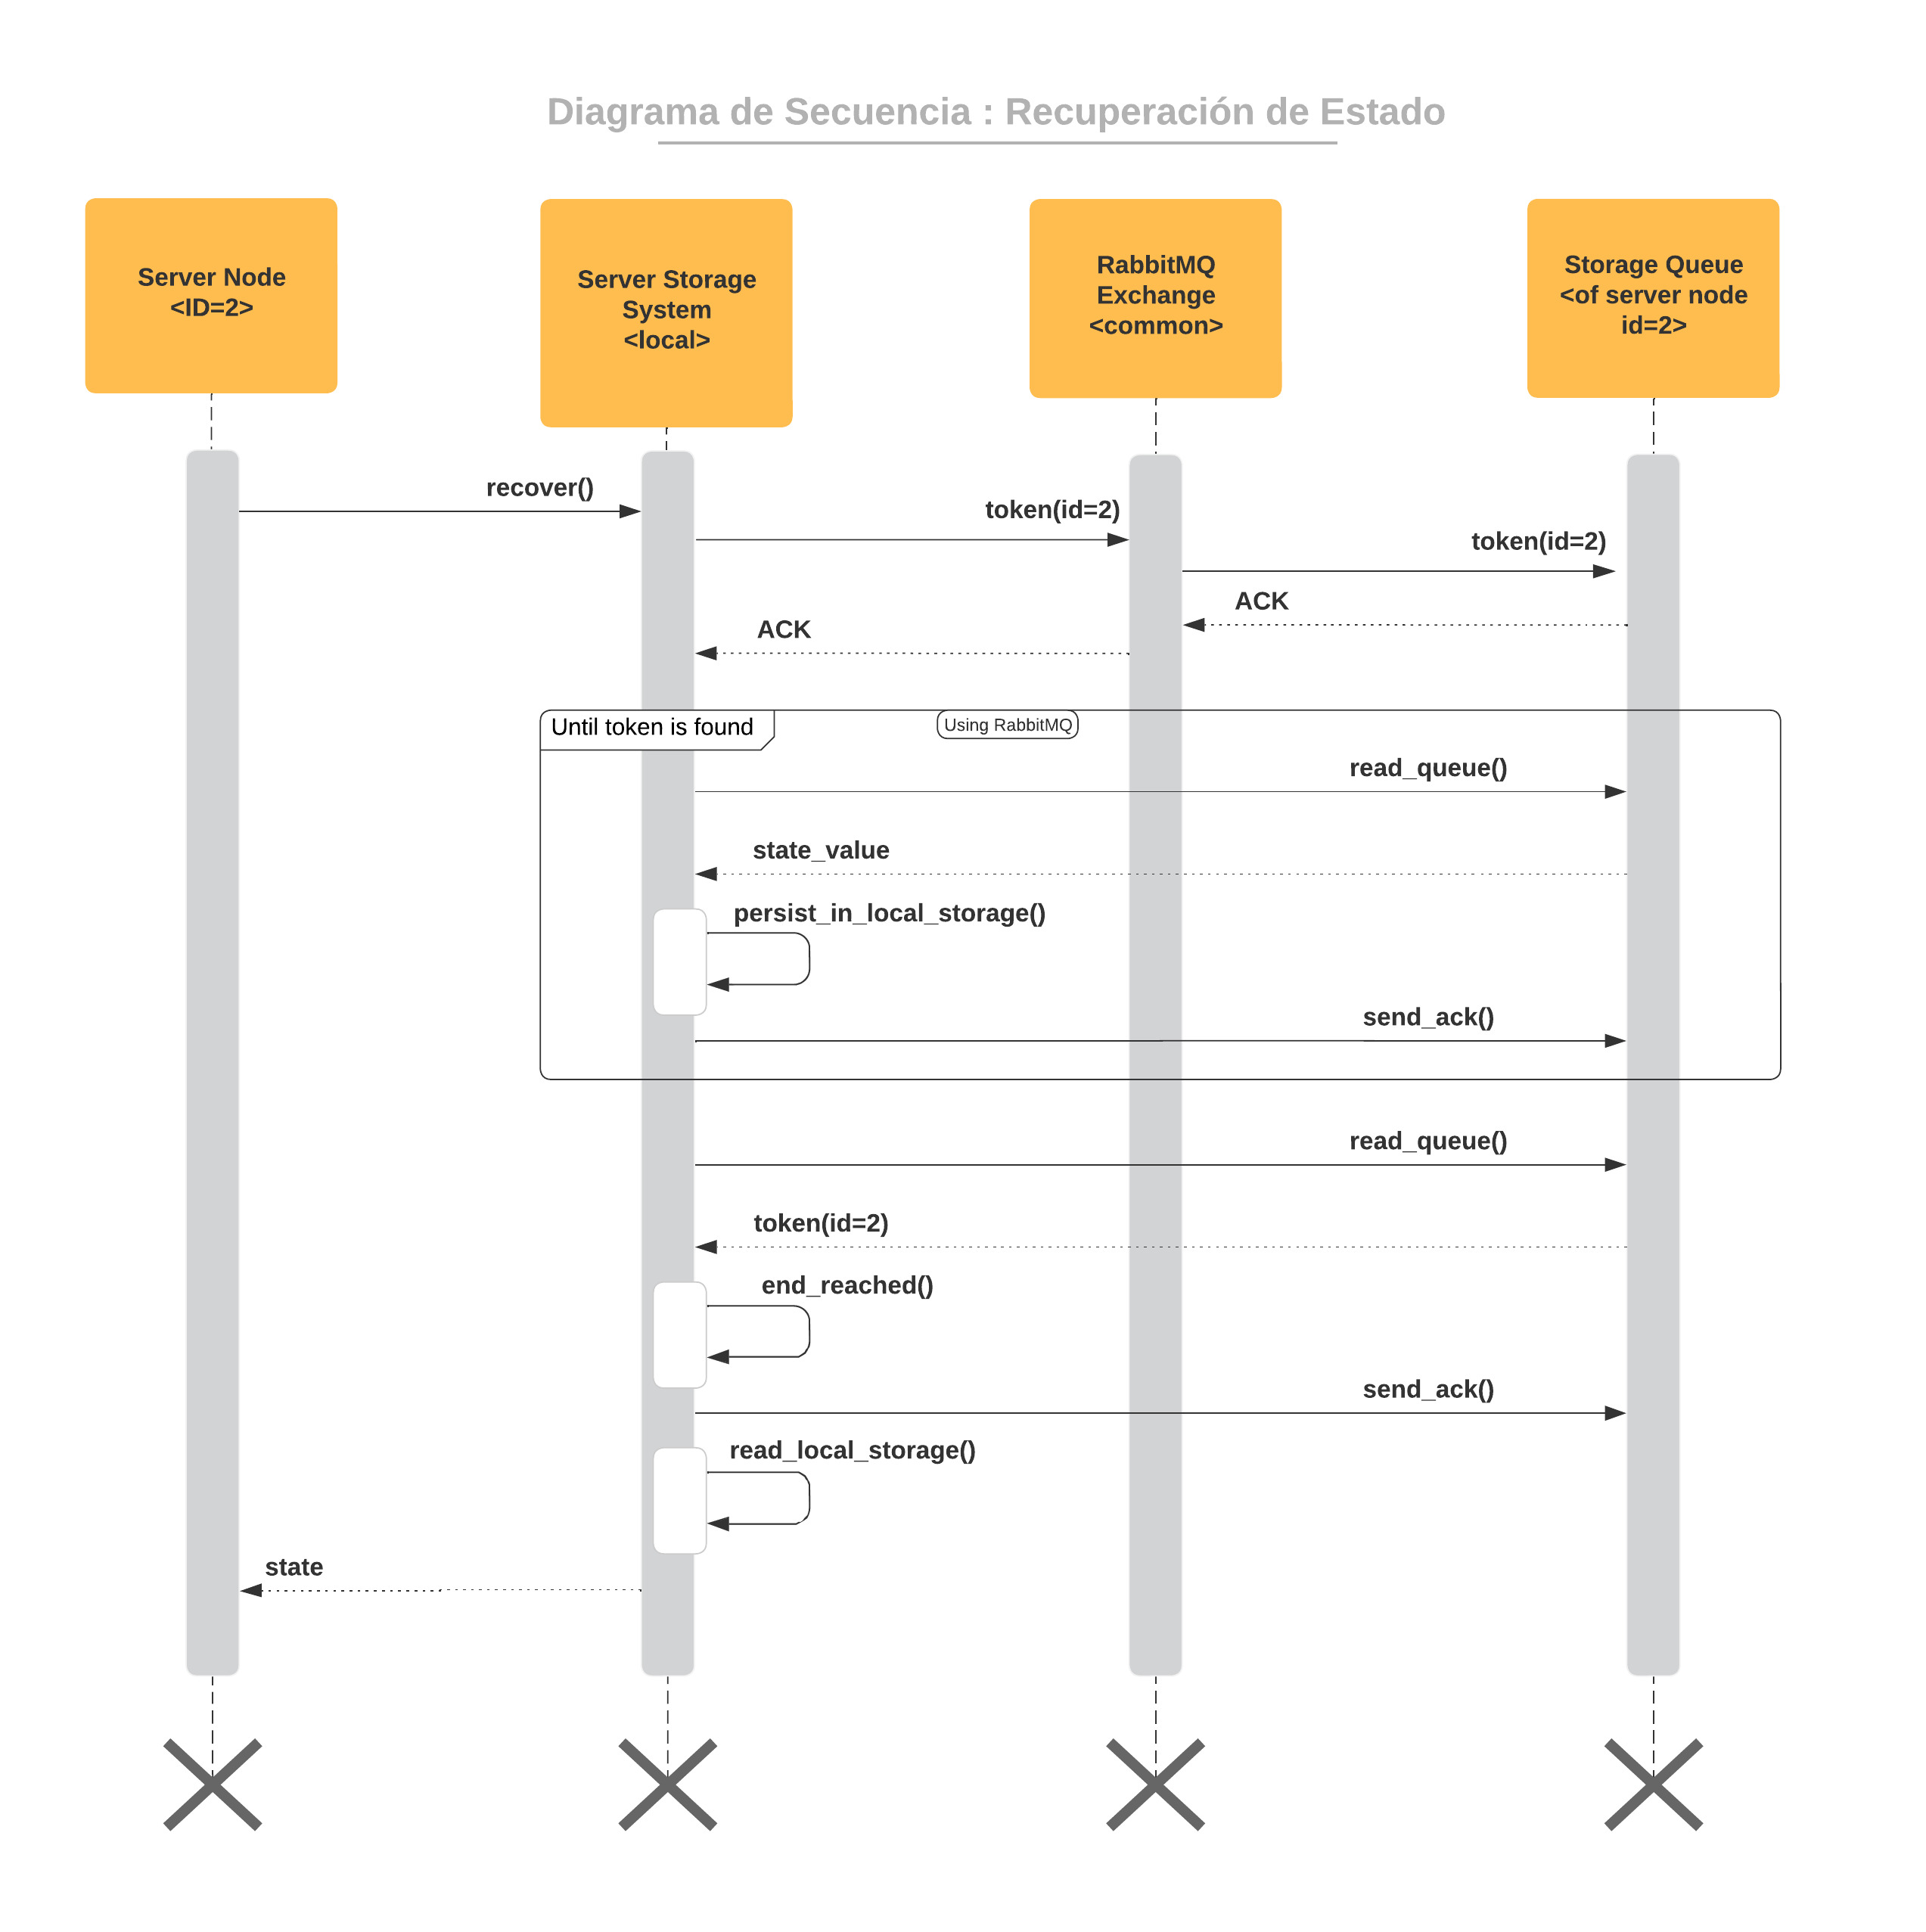 Diagrama de Secuencia : Recuperación de Estado
Server Node
<ID=2>
Server Storage
System
<local>
RabbitMQ
Exchange
<common>
Storage Queue
<of server node
id=2>
recover()
token(id=2)
token(id=2)
ACK
ACK
Until token is found
Using RabbitMQ
read_queue()
state_value
persist_in_local_storage()
send_ack()
read_queue()
token(id=2)
end_reached()
send_ack()
read_local_storage()
state